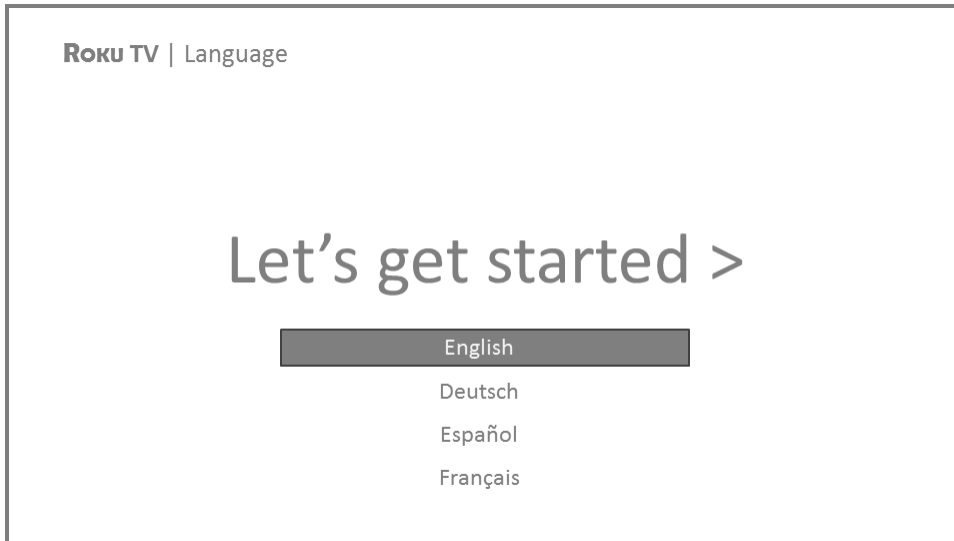 Roku TV | Language
Let’s get started >
English
Deutsch
Español
Français